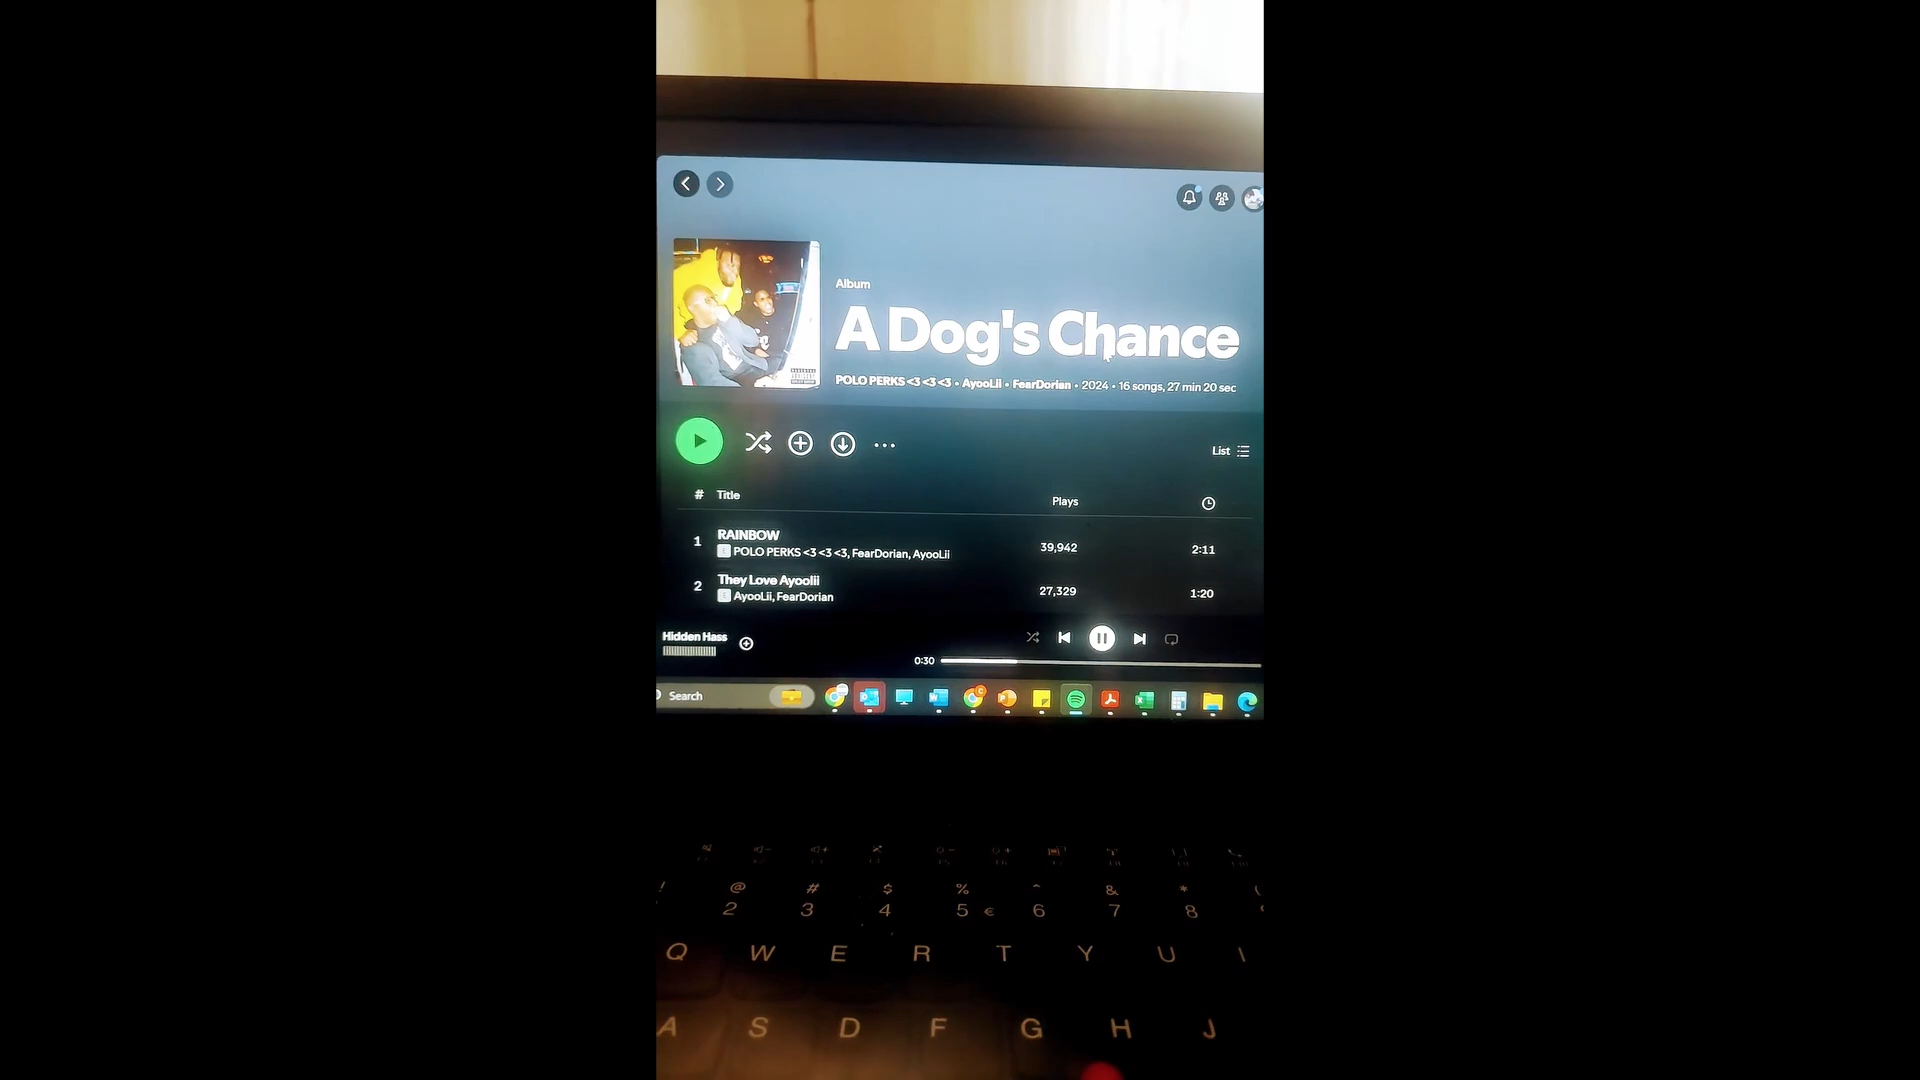 Album
A Dog's Chance
POLO PERKS <3 <3 <3 • AyooLii • FearDorian • 2024 • 16 songs, 27 min 20 sec
List
# Title Plays
1 RAINBOW 39,942 2:11
E POLO PERKS <3 <3 <3, FearDorian, AyooLii
2 They Love Ayoolii 27,329 1:20
E AyooLii, FearDorian
Hidden Hass
0:30
Search
! @ # $ % ^ & * (
2 3 4 5 € 6 7 8
Q W E R T Y U I
A S D F G H J